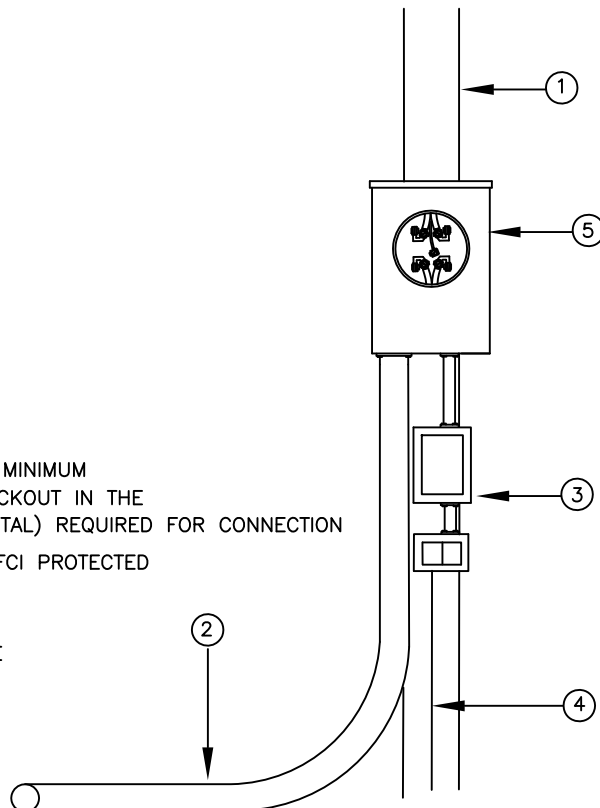 1
5
MINIMUM
CKOUT IN THE
TAL) REQUIRED FOR CONNECTION
3
FCI PROTECTED
2
4